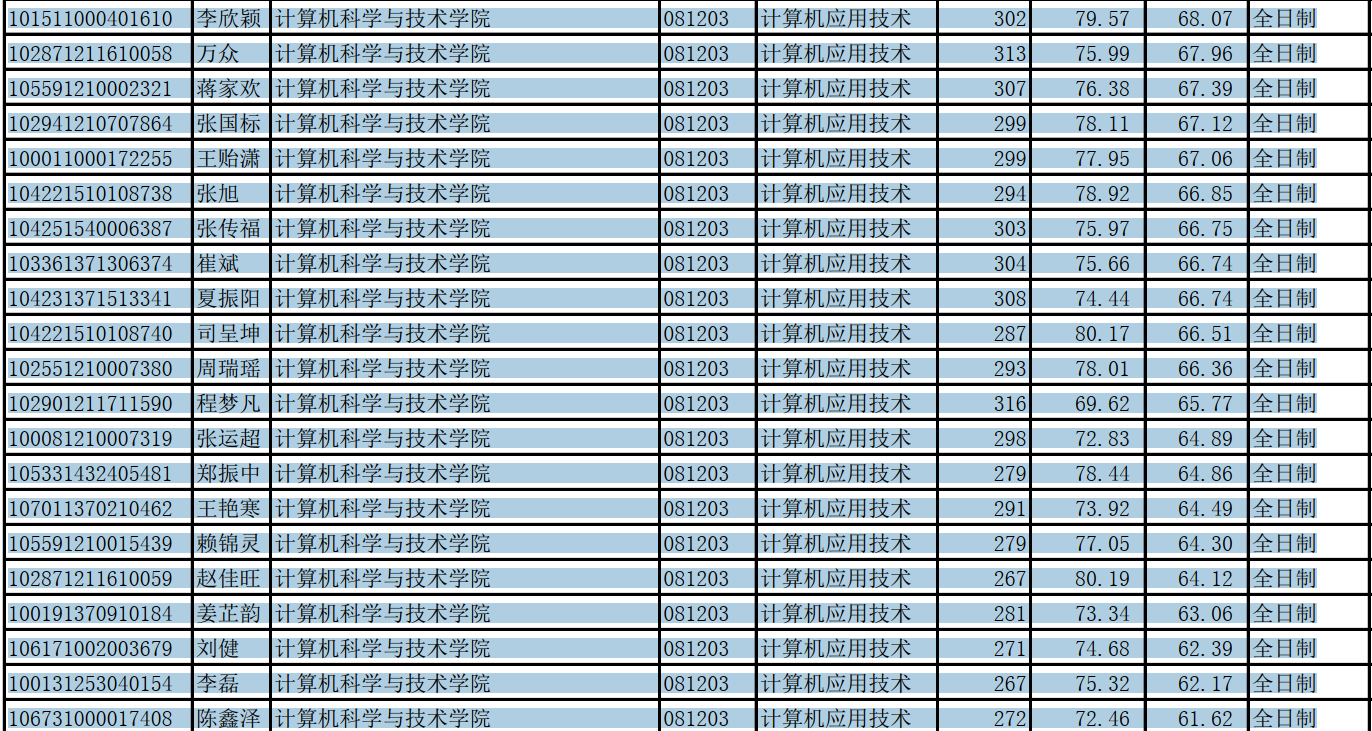 101511000401610 李欣颖 计算机科学与技术学院 081203 计算机应用技术 302 79.57 68.07 全日制
102871211610058 万众 计算机科学与技术学院 081203 计算机应用技术 313 75.99 67.96 全日制
105591210002321 蒋家欢 计算机科学与技术学院 081203 计算机应用技术 307 76.38 67.39 全日制
102941210707864 张国标 计算机科学与技术学院 081203 计算机应用技术 299 78.11 67.12 全日制
100011000172255 王贻潇 计算机科学与技术学院 081203 计算机应用技术 299 77.95 67.06 全日制
104221510108738 张旭 计算机科学与技术学院 081203 计算机应用技术 294 78.92 66.85 全日制
104251540006387 张传福 计算机科学与技术学院 081203 计算机应用技术 303 75.97 66.75 全日制
103361371306374 崔斌 计算机科学与技术学院 081203 计算机应用技术 304 75.66 66.74 全日制
104231371513341 夏振阳 计算机科学与技术学院 081203 计算机应用技术 308 74.44 66.74 全日制
104221510108740 司呈坤 计算机科学与技术学院 081203 计算机应用技术 287 80.17 66.51 全日制
102551210007380 周瑞瑶 计算机科学与技术学院 081203 计算机应用技术 293 78.01 66.36 全日制
102901211711590 程梦凡 计算机科学与技术学院 081203 计算机应用技术 316 69.62 65.77 全日制
100081210007319 张运超 计算机科学与技术学院 081203 计算机应用技术 298 72.83 64.89 全日制
105331432405481 郑振中 计算机科学与技术学院 081203 计算机应用技术 279 78.44 64.86 全日制
107011370210462 王艳寒 计算机科学与技术学院 081203 计算机应用技术 291 73.92 64.49 全日制
105591210015439 赖锦灵 计算机科学与技术学院 081203 计算机应用技术 279 77.05 64.30 全日制
102871211610059 赵佳旺 计算机科学与技术学院 081203 计算机应用技术 267 80.19 64.12 全日制
100191370910184 姜芷韵 计算机科学与技术学院 081203 计算机应用技术 281 73.34 63.06 全日制
106171002003679 刘健 计算机科学与技术学院 081203 计算机应用技术 271 74.68 62.39 全日制
100131253040154 李磊 计算机科学与技术学院 081203 计算机应用技术 267 75.32 62.17 全日制
106731000017408 陈鑫泽 计算机科学与技术学院 081203 计算机应用技术 272 72.46 61.62 全日制